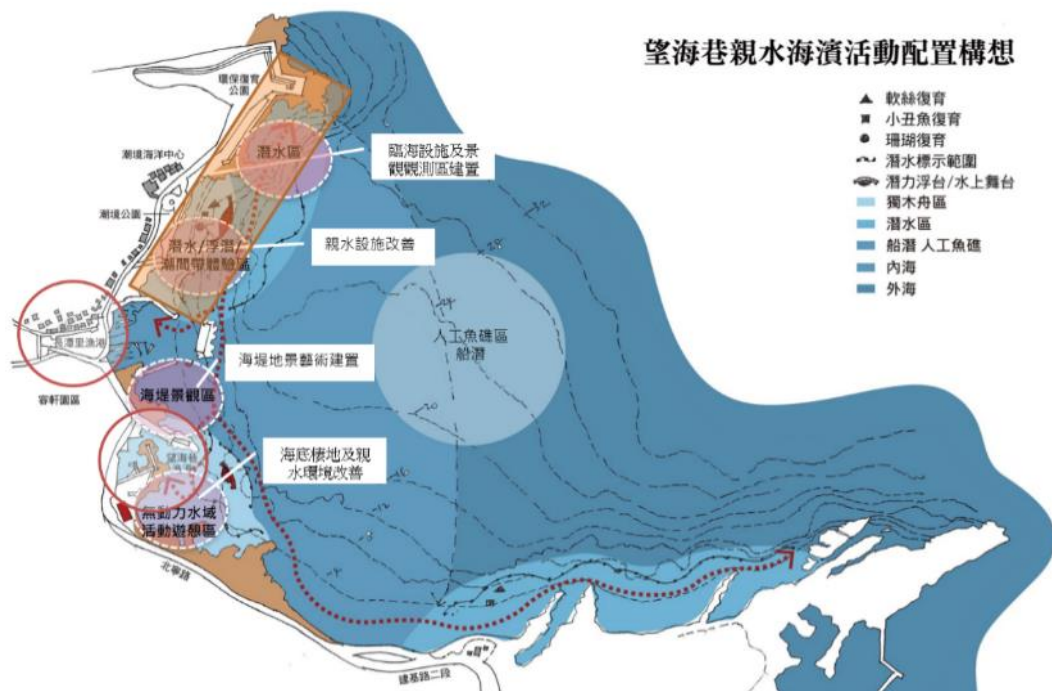 望海巷親水海濱活動配置構想
軟絲復育
小丑魚復育
珊瑚復育
潛水標示範圍
潛力浮台/水上舞台
獨木舟區
潛水區
船潛 人工魚礁
內海
外海
環保復育
公園
潮境海洋中心
潮境公園
潛水區
臨海設施及景
觀觀測區建置
潛水/浮潛/
潮間帶體驗區
親水設施改善
長潭里漁港
容軒園區
人工魚礁區
船潛
海堤地景藝術建置
海堤景觀區
海底棲地及親
水環境改善
望海巷
無動力水域
活動遊憩區
北寧路
建基路二段